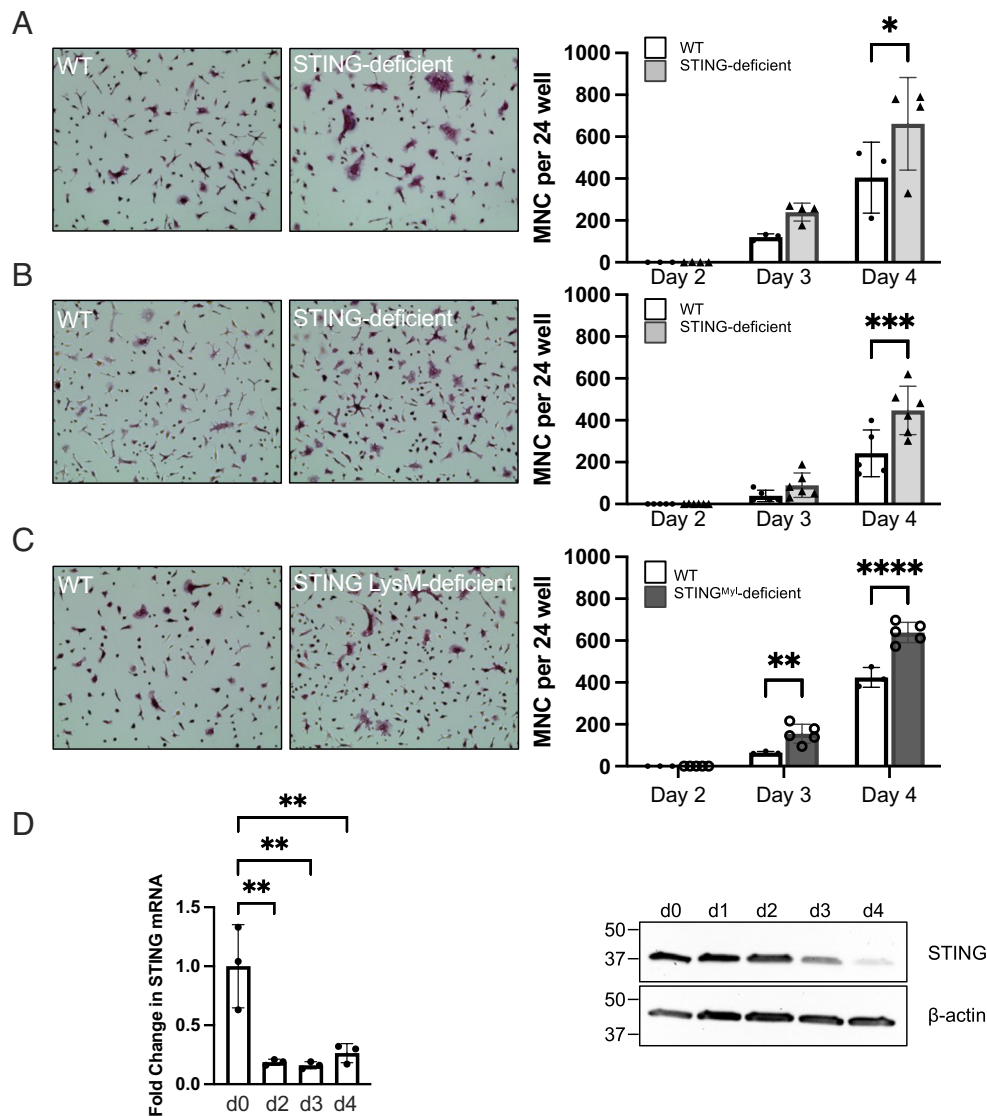 A
WT
STING-deficient
MNC per 24 well
1000
800
600
400
200
0
WT
STING-deficient
*
Day 2
Day 3
Day 4
B
WT
STING-deficient
MNC per 24 well
1000
800
600
400
200
0
WT
STING-deficient
***
Day 2
Day 3
Day 4
C
WT
STING LysM-deficient
MNC per 24 well
1000
800
600
400
200
0
WT
STINGMyl-deficient
**
****
Day 2
Day 3
Day 4
D
Fold Change in STING mRNA
**
**
**
1.5
1.0
0.5
0.0
d0 d2 d3 d4
d0 d1 d2 d3 d4
50
37
STING
50
37
β-actin